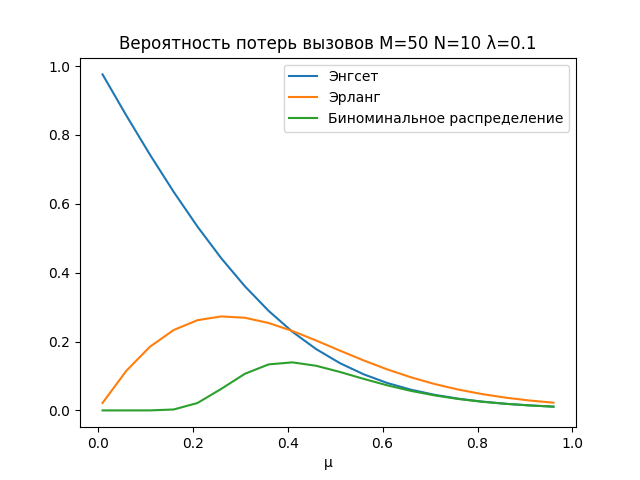 Вероятность потерь вызовов M=50 N=10 λ=0.1
1.0
0.8
0.6
0.4
0.2
0.0
Энгсет
Эрланг
Биноминальное распределение
0.0 0.2 0.4 0.6 0.8 1.0
μ